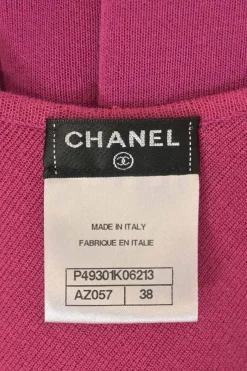 CHANEL
MADE IN ITALY
FABRIQUE EN ITALIE
P49301K06213
AZ057 38